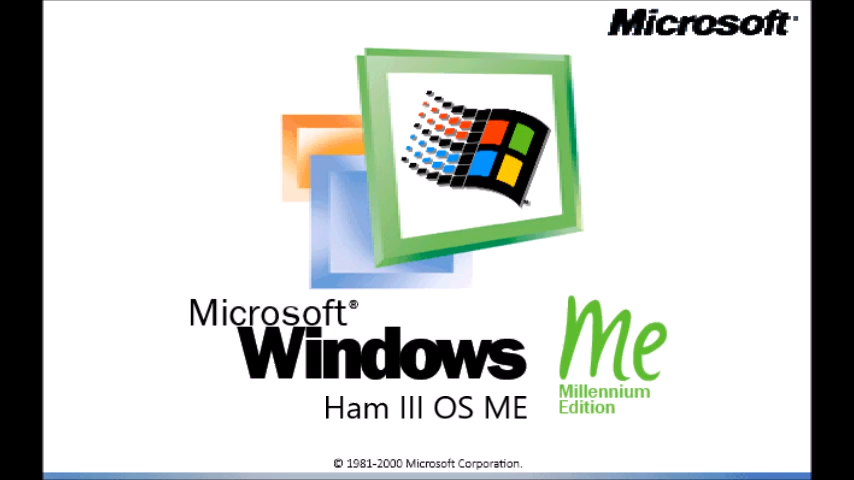 Microsoft®
Microsoft®
Windows
Me
Millennium
Edition
Ham III OS ME
© 1981-2000 Microsoft Corporation.